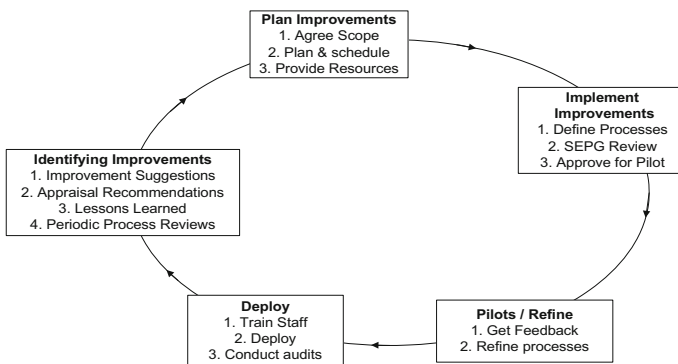 Plan Improvements
1. Agree Scope
2. Plan & schedule
3. Provide Resources
Implement
Improvements
1. Define Processes
2. SEPG Review
3. Approve for Pilot
Identifying Improvements
1. Improvement Suggestions
2. Appraisal Recommendations
3. Lessons Learned
4. Periodic Process Reviews
Deploy
1. Train Staff
2. Deploy
3. Conduct audits
Pilots / Refine
1. Get Feedback
2. Refine processes